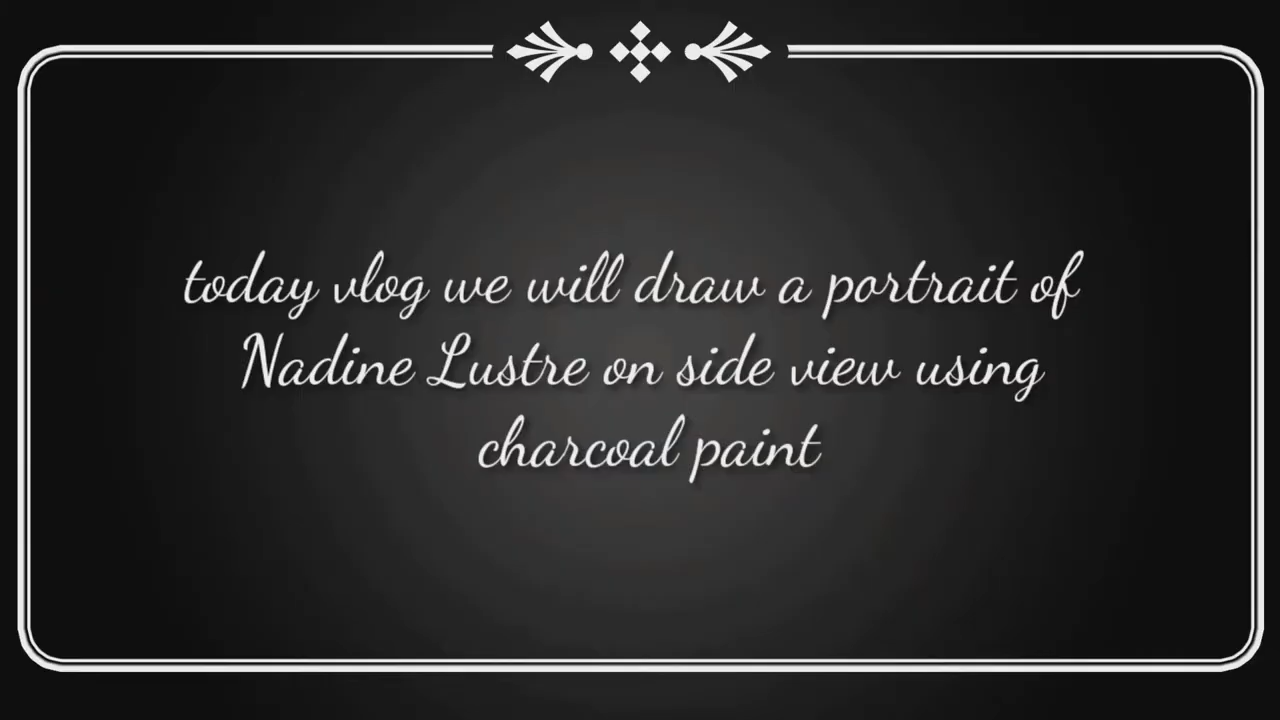 today vlog we will draw a portrait of
Nadine Lustre on side view using
charcoal paint